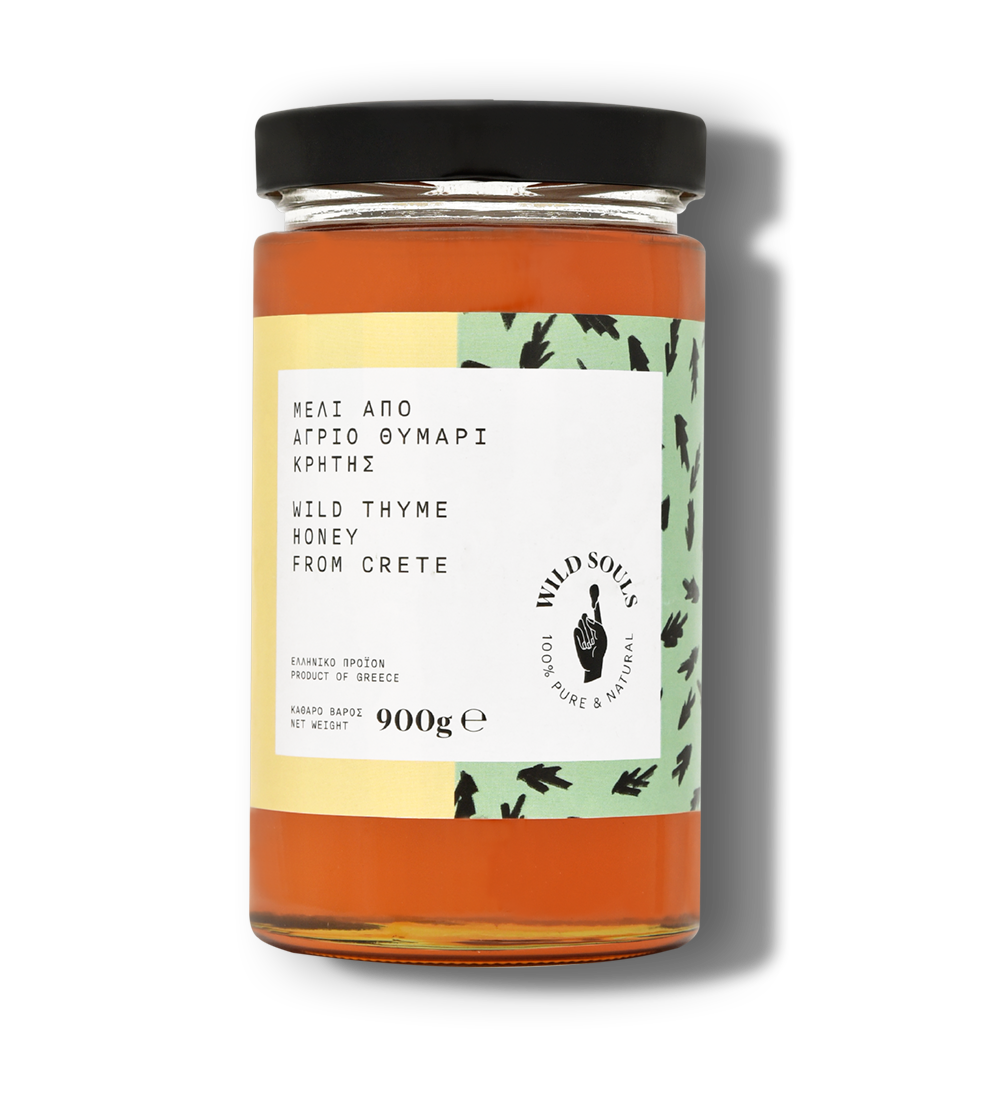 ΜΕΛΙ ΑΠΟ
ΑΓΡΙΟ ΘΥΜΑΡΙ
ΚΡΗΤΗΣ
WILD THYME
HONEY
FROM CRETE
WILD SOULS
100% PURE & NATURAL
ΕΛΛΗΝΙΚΟ ΠΡΟΪΟΝ
PRODUCT OF GREECE
ΚΑΘΑΡΟ ΒΑΡΟΣ
NET WEIGHT
900g ℮